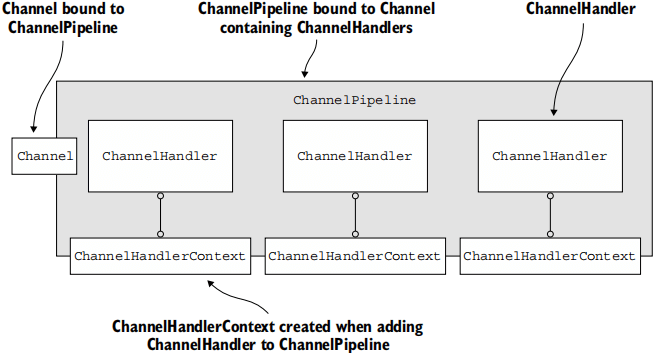 Channel bound to
ChannelPipeline
ChannelPipeline bound to Channel
containing ChannelHandlers
ChannelHandler
ChannelPipeline
Channel
ChannelHandler
ChannelHandler
ChannelHandler
ChannelHandlerContext
ChannelHandlerContext
ChannelHandlerContext
ChannelHandlerContext created when adding
ChannelHandler to ChannelPipeline